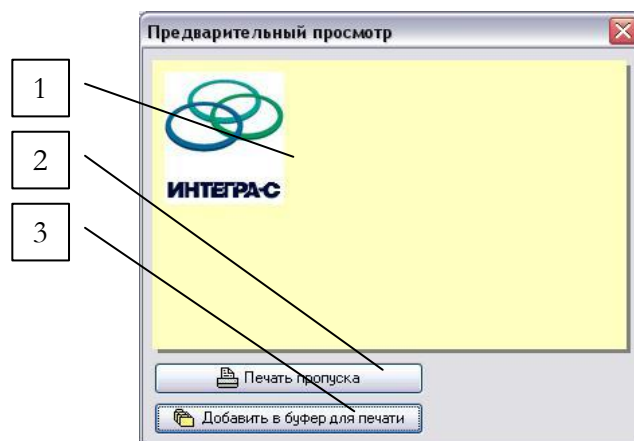 Предварительный просмотр
1
2
3
ИНТЕГРА-С
Печать пропуска
Добавить в буфер для печати